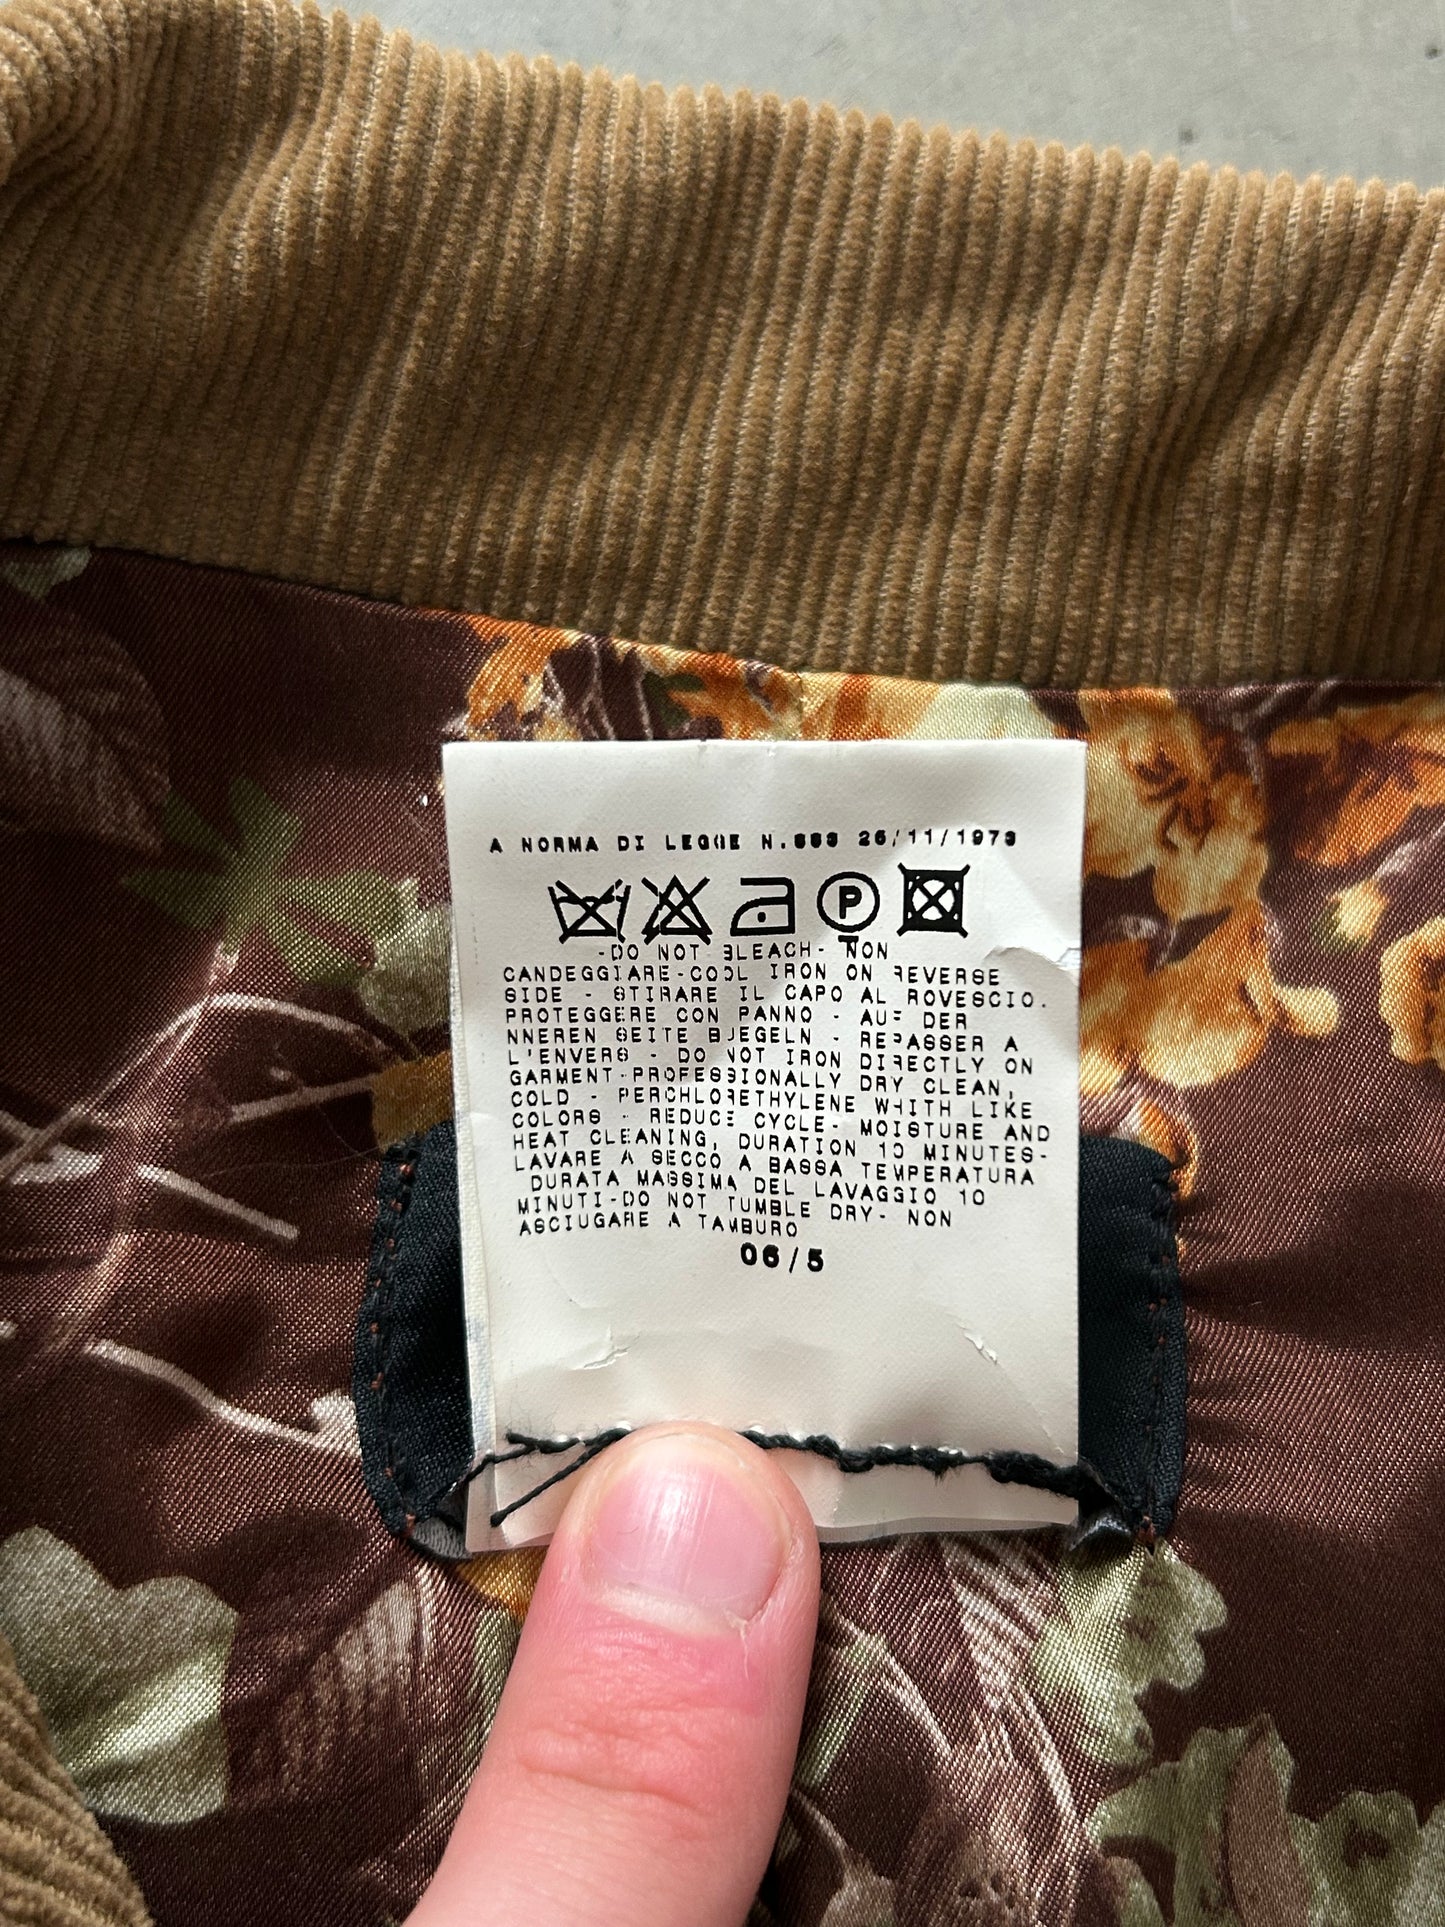 A NORMA DI LEGGE N.883 26/11/1973
P
-DO NOT BLEACH- NON
CANDEGGIARE-COOL IRON ON REVERSE
SIDE - STIRARE IL CAPO AL ROVESCIO.
PROTEGGERE CON PANNO - AUF DER
NNEREN SEITE BUEGELN - REPASSER A
L'ENVERS - DO NOT IRON DIRECTLY ON
GARMENT-PROFESSIONALLY DRY CLEAN,
COLD - PERCHLORETHYLENE WHITH LIKE
COLORS - REDUCE CYCLE- MOISTURE AND
HEAT CLEANING, DURATION 10 MINUTES-
LAVARE A SECCO A BASSA TEMPERATURA
DURATA MASSIMA DEL LAVAGGIO 10
MINUTI-DO NOT TUMBLE DRY- NON
ASCIUGARE A TAMBURO
06/5